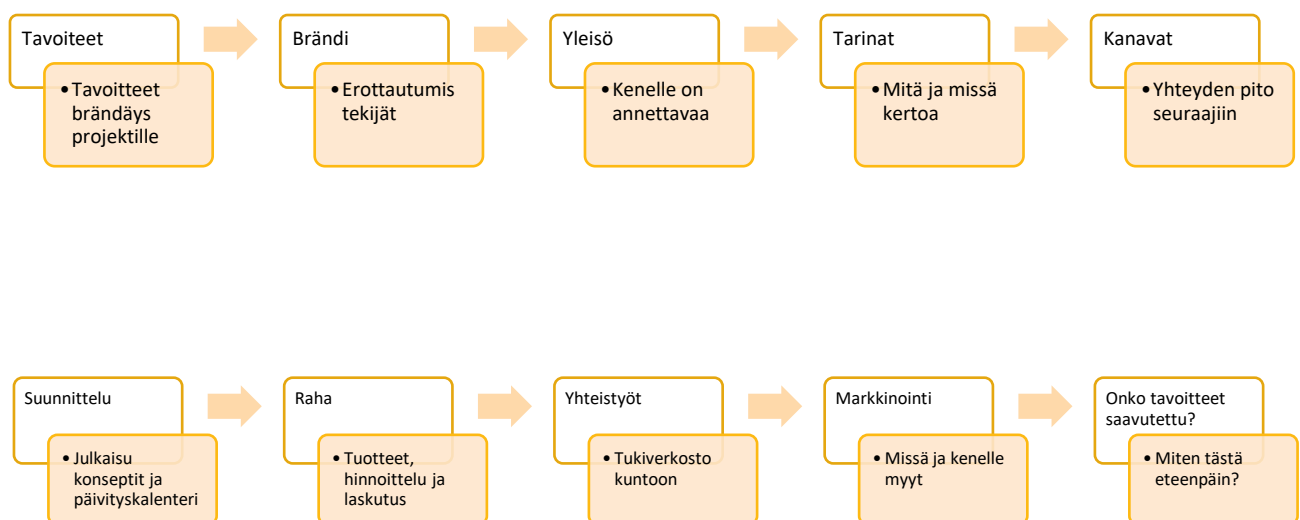 Tavoiteet
• Tavoitteet
brändäys
projektille
Brändi
• Erottautumis
tekijät
Yleisö
• Kenelle on
annettavaa
Tarinat
• Mitä ja missä
kertoa
Kanavat
• Yhteyden pito
seuraajiin
Suunnittelu
• Julkaisu
konseptit ja
päivityskalenteri
Raha
• Tuotteet,
hinnoittelu ja
laskutus
Yhteistyöt
• Tukiverkosto
kuntoon
Markkinointi
• Missä ja kenelle
myyt
Onko tavoitteet
saavutettu?
• Miten tästä
eteenpäin?